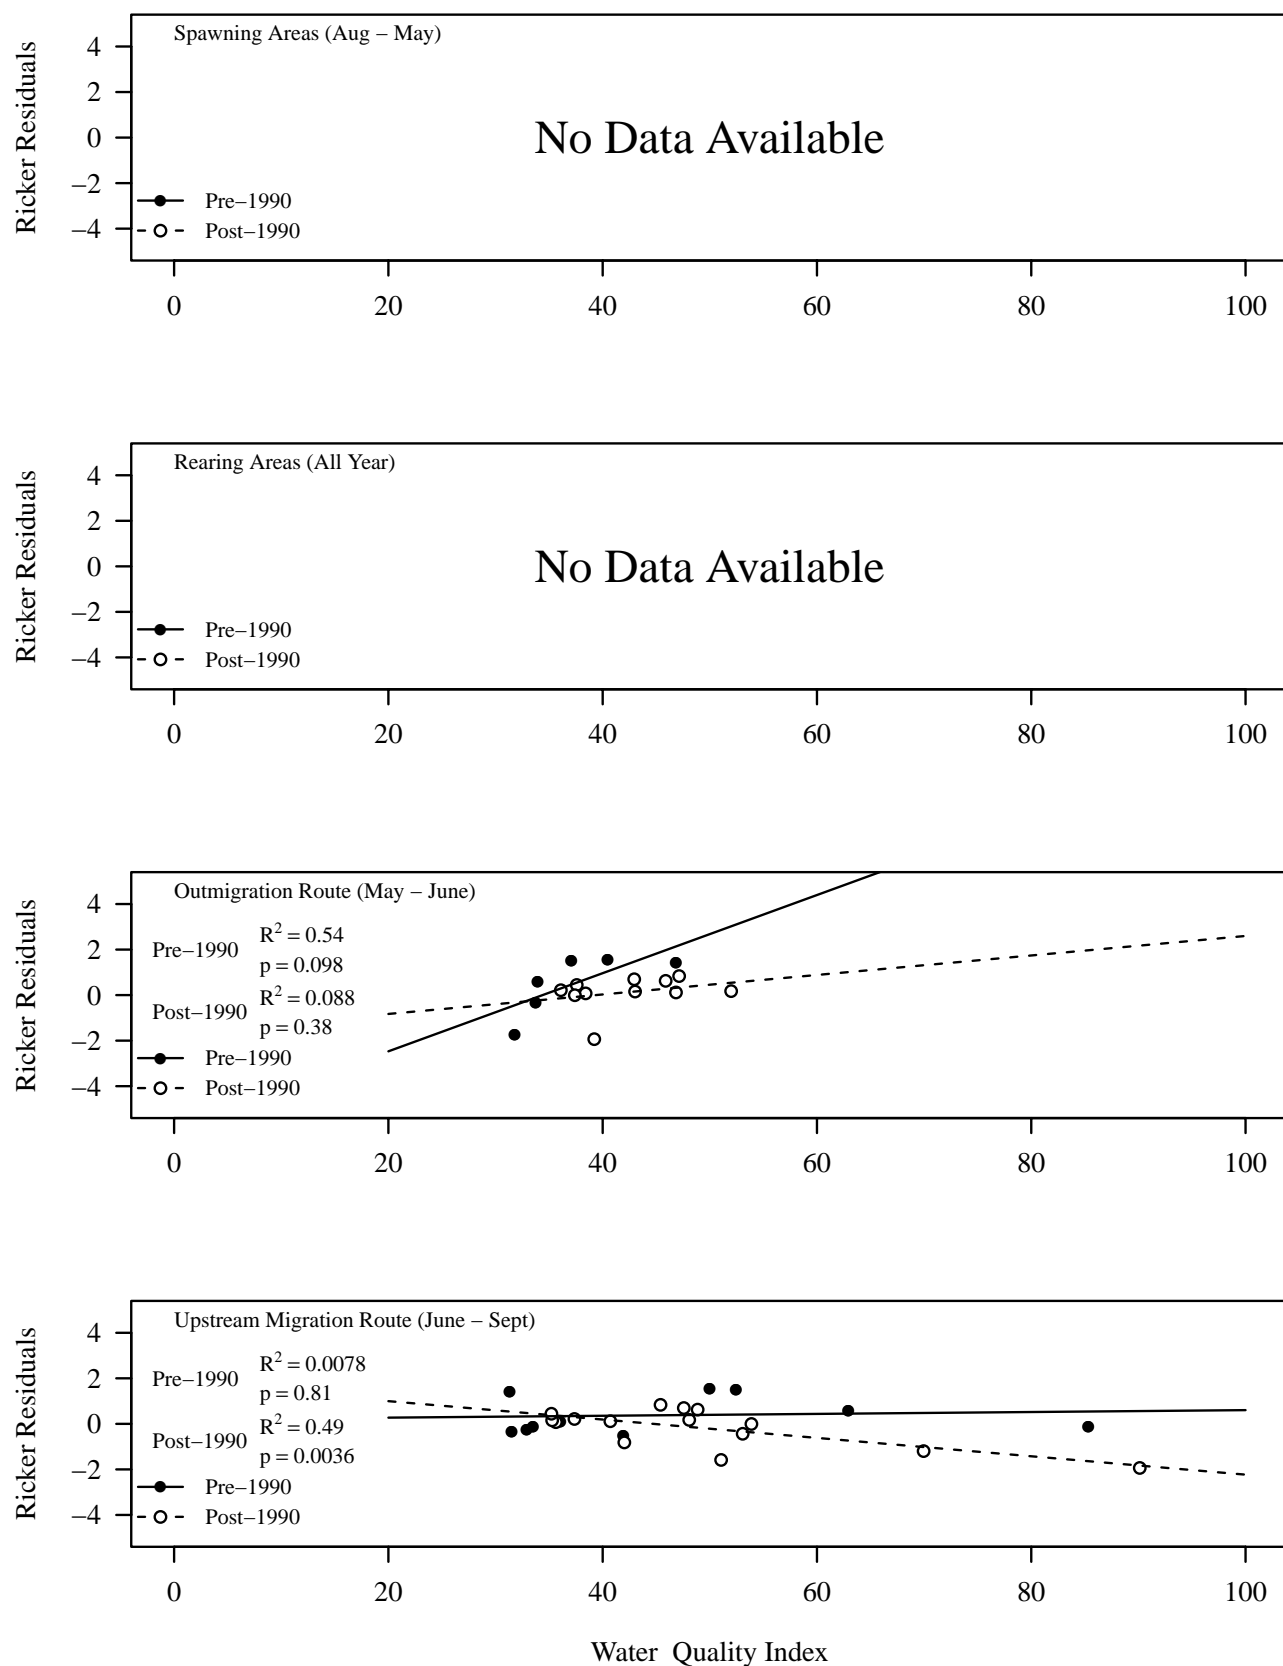 Spawning Areas (Aug − May)
Ricker Residuals
4
2
0
−2
−4
No Data Available
Pre−1990
Post−1990
0 20 40 60 80 100
Rearing Areas (All Year)
Ricker Residuals
4
2
0
−2
−4
No Data Available
Pre−1990
Post−1990
0 20 40 60 80 100
Outmigration Route (May − June)
Ricker Residuals
4
2
0
−2
−4
Pre−1990
R² = 0.54
p = 0.098
Post−1990
R² = 0.088
p = 0.38
Pre−1990
Post−1990
0 20 40 60 80 100
Upstream Migration Route (June − Sept)
Ricker Residuals
4
2
0
−2
−4
Pre−1990
R² = 0.0078
p = 0.81
Post−1990
R² = 0.49
p = 0.0036
Pre−1990
Post−1990
0 20 40 60 80 100
Water Quality Index